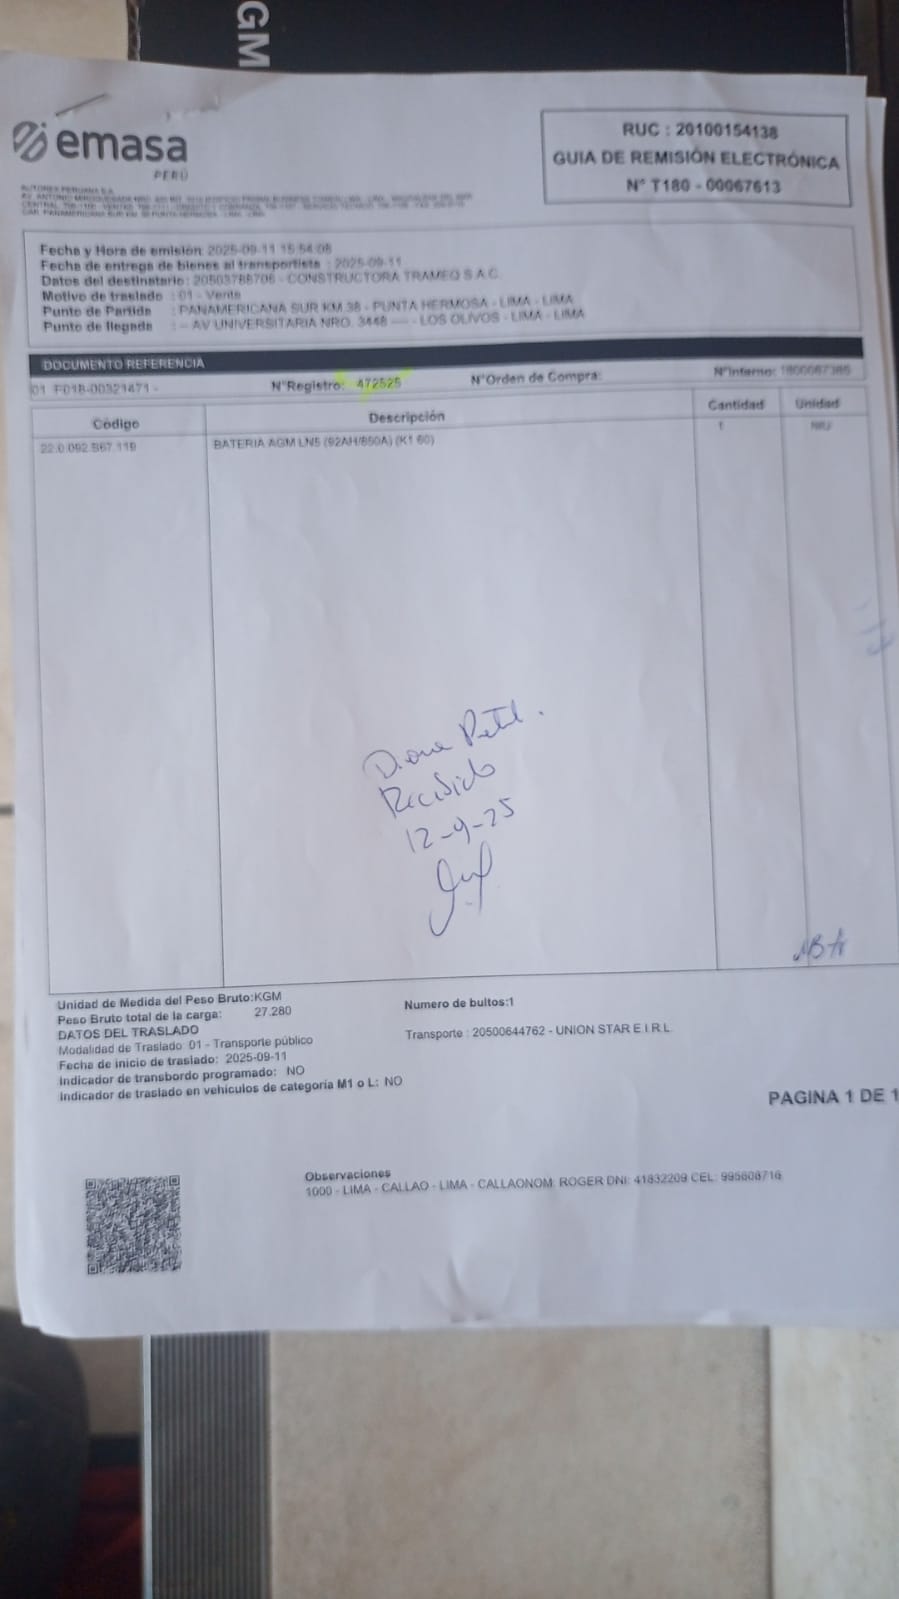 GM
emasa
PERÚ
RUC : 20100154138
GUIA DE REMISIÓN ELECTRÓNICA
N° T180 - 00067613
AUTOREX PERUANA S.A.
Fecha y Hora de emisión: 2025-09-11 15:54:08
Fecha de entrega de bienes al transportista : 2025-09-11
Datos del destinatario: 20503788706 - CONSTRUCTORA TRAMEQ S A C
Motivo de traslado : 01 - Venta
Punto de Partida : PANAMERICANA SUR KM.38 - PUNTA HERMOSA - LIMA - LIMA
Punto de llegada : -- AV UNIVERSITARIA NRO. 3448 ---- - LOS OLIVOS - LIMA - LIMA
DOCUMENTO REFERENCIA
01 F01B-00321471 - N°Registro: 472525 N°Orden de Compra: N°Interno: 1800067385
Código Descripción Cantidad Unidad
BATERIA AGM LN5 (92AH/850A) (K1 60) 1
Recibido
12-9-25
Unidad de Medida del Peso Bruto:KGM Numero de bultos:1
Peso Bruto total de la carga: 27.280
DATOS DEL TRASLADO Transporte : 20500644762 - UNION STAR E I R L
Modalidad de Traslado: 01 - Transporte público
Fecha de inicio de traslado: 2025-09-11
Indicador de transbordo programado: NO
Indicador de traslado en vehículos de categoría M1 o L: NO
PAGINA 1 DE 1
Observaciones
1000 - LIMA - CALLAO - LIMA - CALLAONOM: ROGER DNI: 41832209 CEL: 995608716